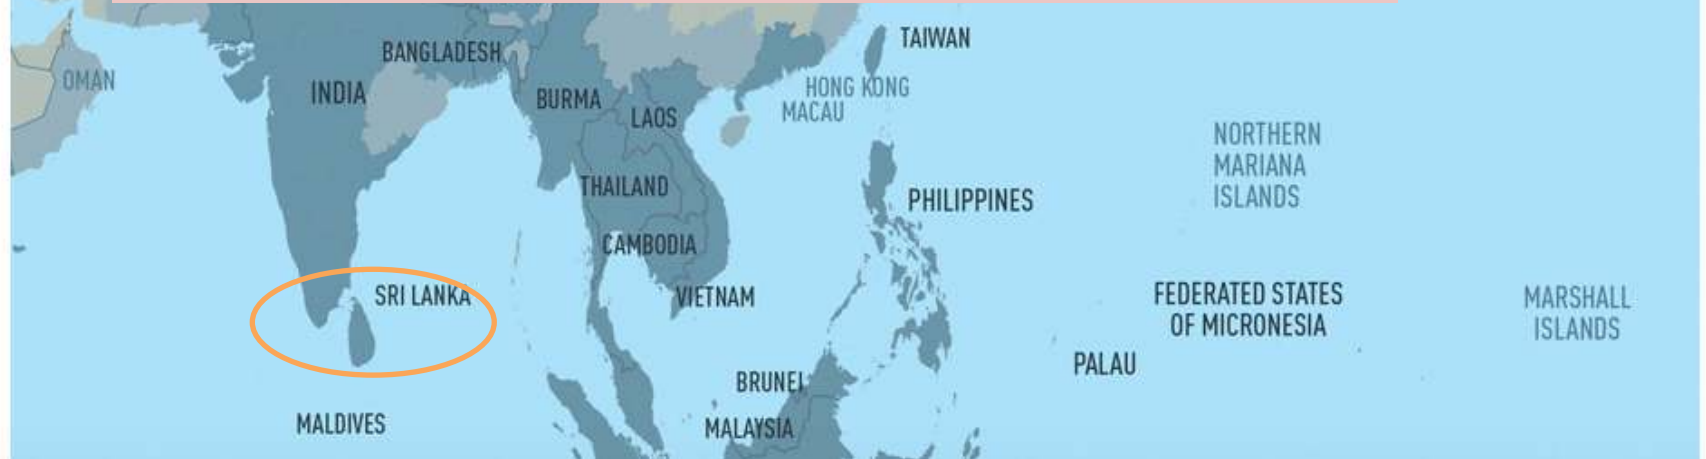 TAIWAN
BANGLADESH
OMAN
INDIA
HONG KONG
BURMA
MACAU
LAOS
NORTHERN
MARIANA
ISLANDS
THAILAND
PHILIPPINES
CAMBODIA
SRI LANKA
VIETNAM
FEDERATED STATES
OF MICRONESIA
MARSHALL
ISLANDS
PALAU
BRUNEI
MALDIVES
MALAYSIA